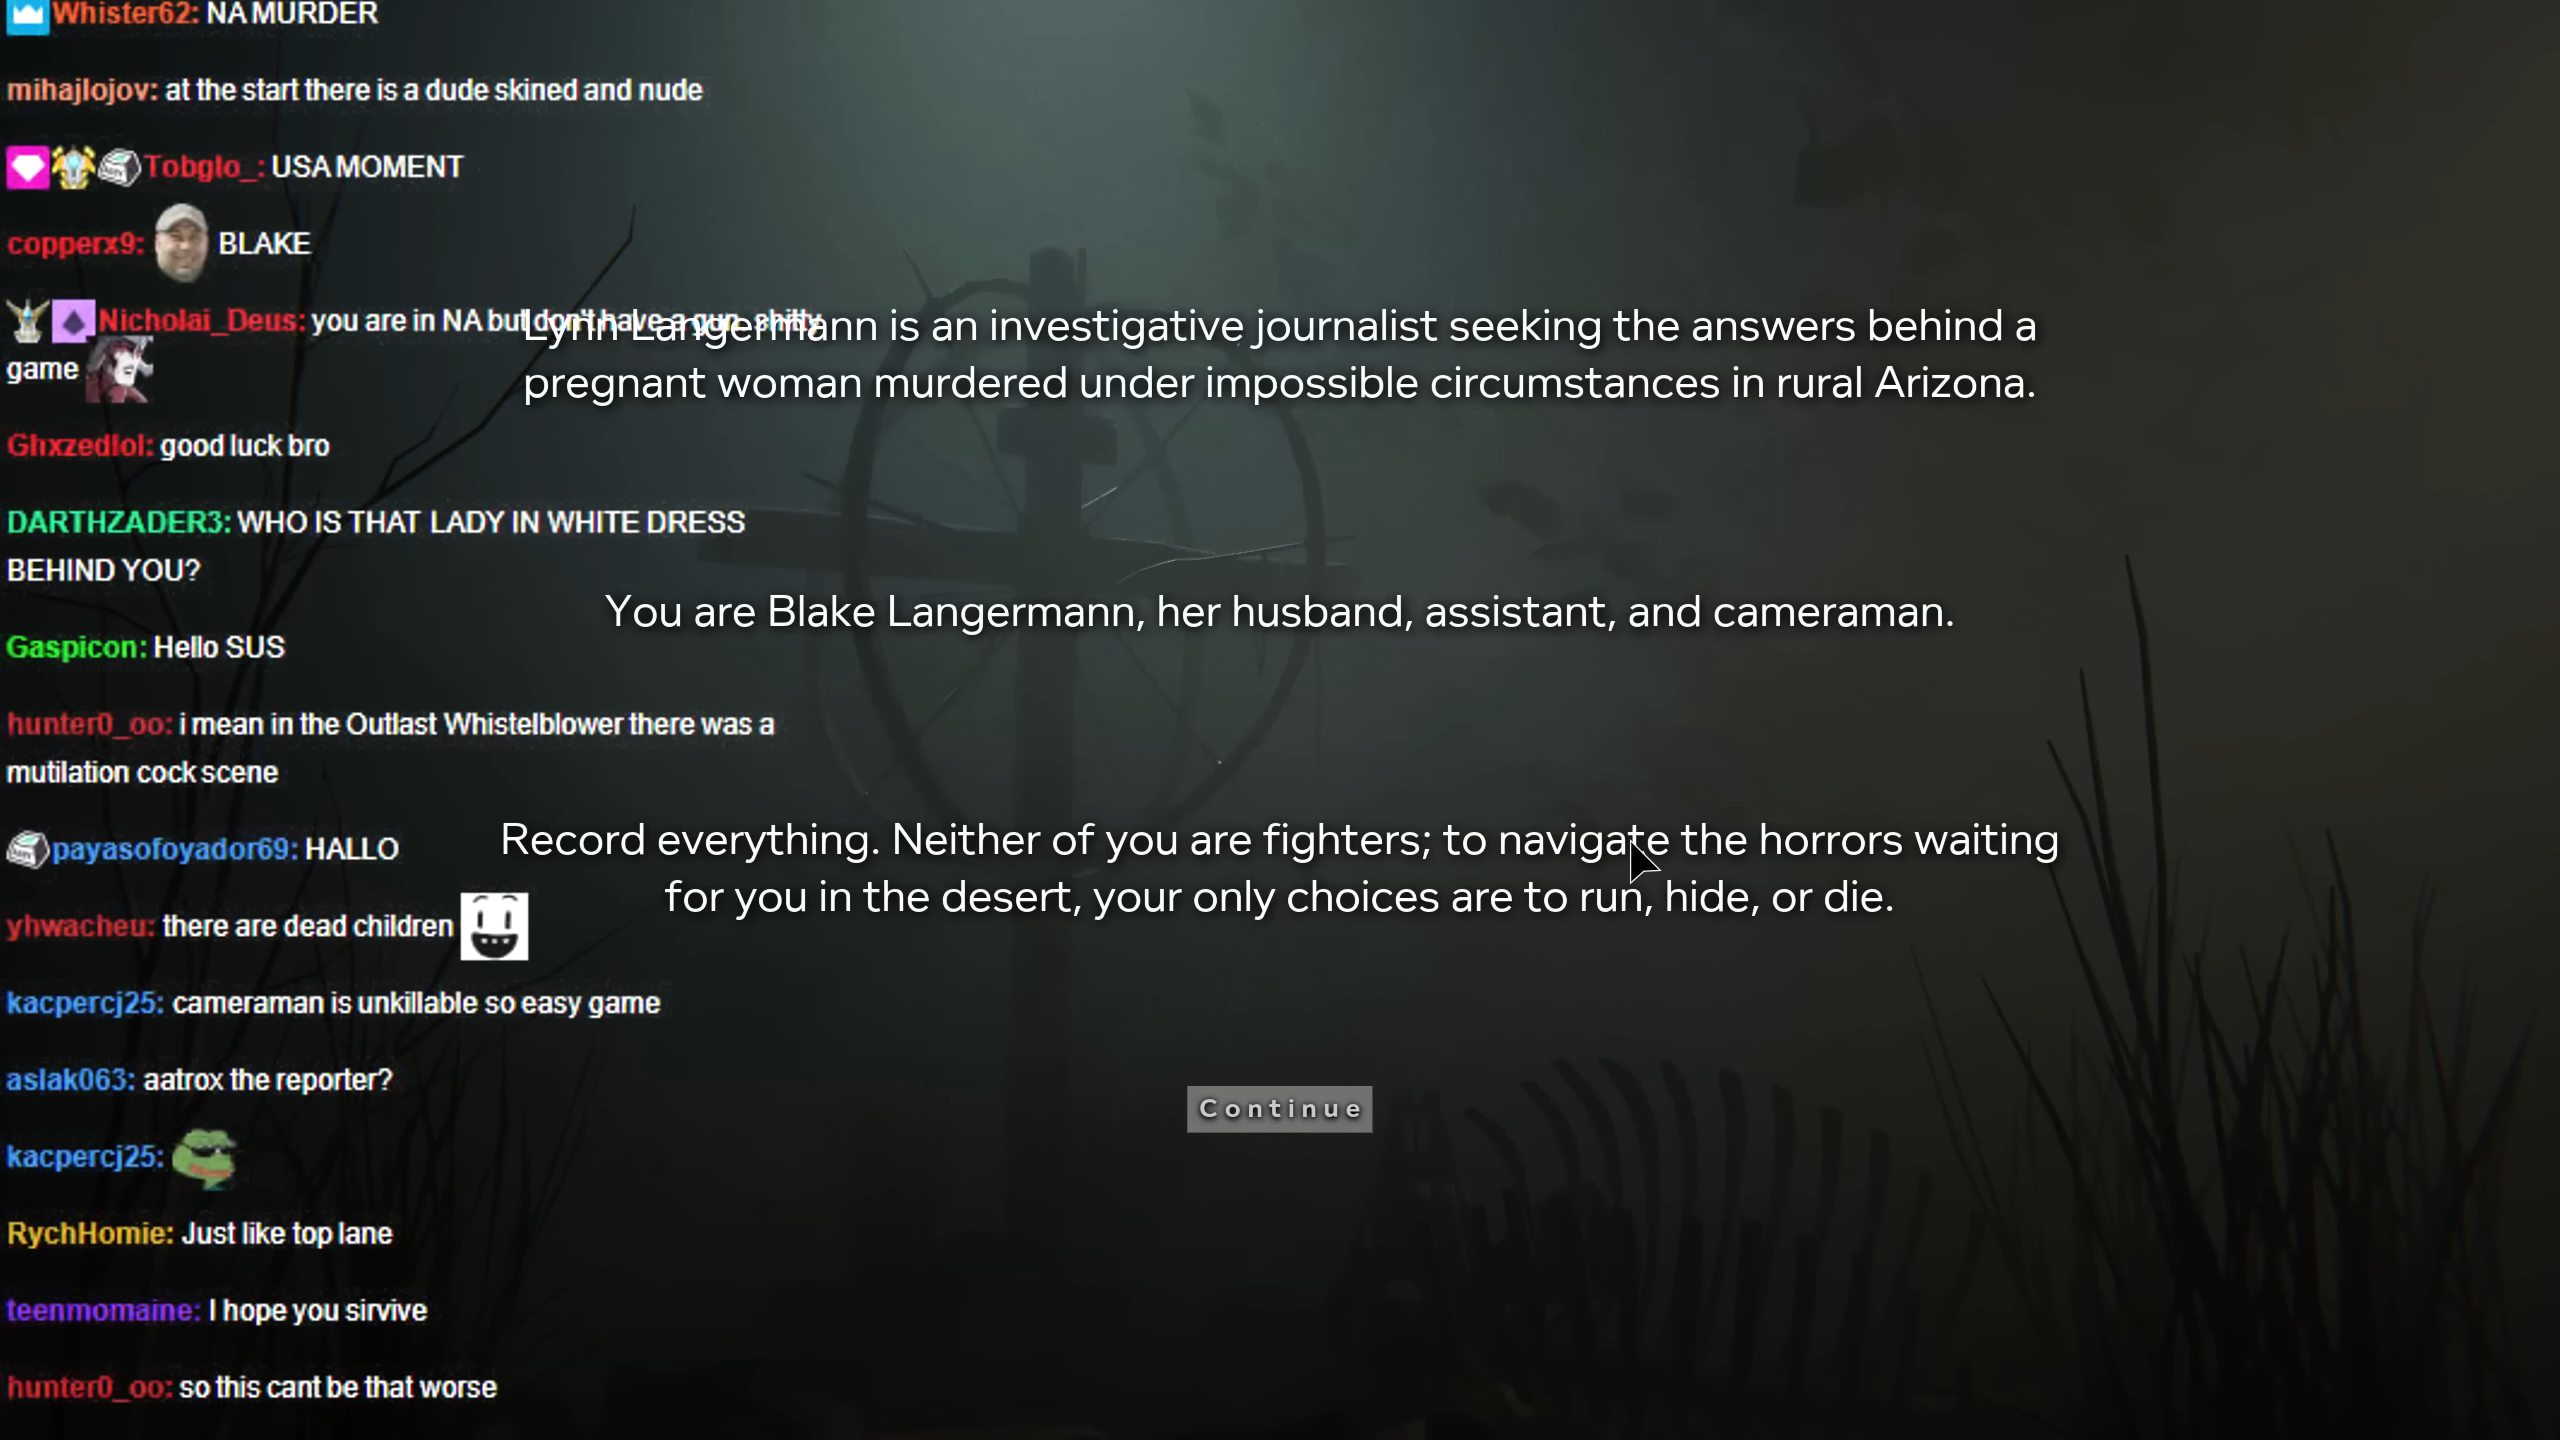 Whister62: NA MURDER
mihajlojov: at the start there is a dude skined and nude
Tobglo_: USA MOMENT
copperx9: BLAKE
Nicholai_Deus: you are in NA but don't have a gun, shitty
game
Ghxzedlol: good luck bro
DARTHZADER3: WHO IS THAT LADY IN WHITE DRESS
BEHIND YOU?
Gaspicon: Hello SUS
hunter0_oo: i mean in the Outlast Whistelblower there was a
mutilation cock scene
payasofoyador69: HALLO
yhwacheu: there are dead children
kacpercj25: cameraman is unkillable so easy game
aslak063: aatrox the reporter?
kacpercj25:
RychHomie: Just like top lane
teenmomaine: I hope you sirvive
hunter0_oo: so this cant be that worse
Lynn Langermann is an investigative journalist seeking the answers behind a
pregnant woman murdered under impossible circumstances in rural Arizona.
You are Blake Langermann, her husband, assistant, and cameraman.
Record everything. Neither of you are fighters; to navigate the horrors waiting
for you in the desert, your only choices are to run, hide, or die.
Continue